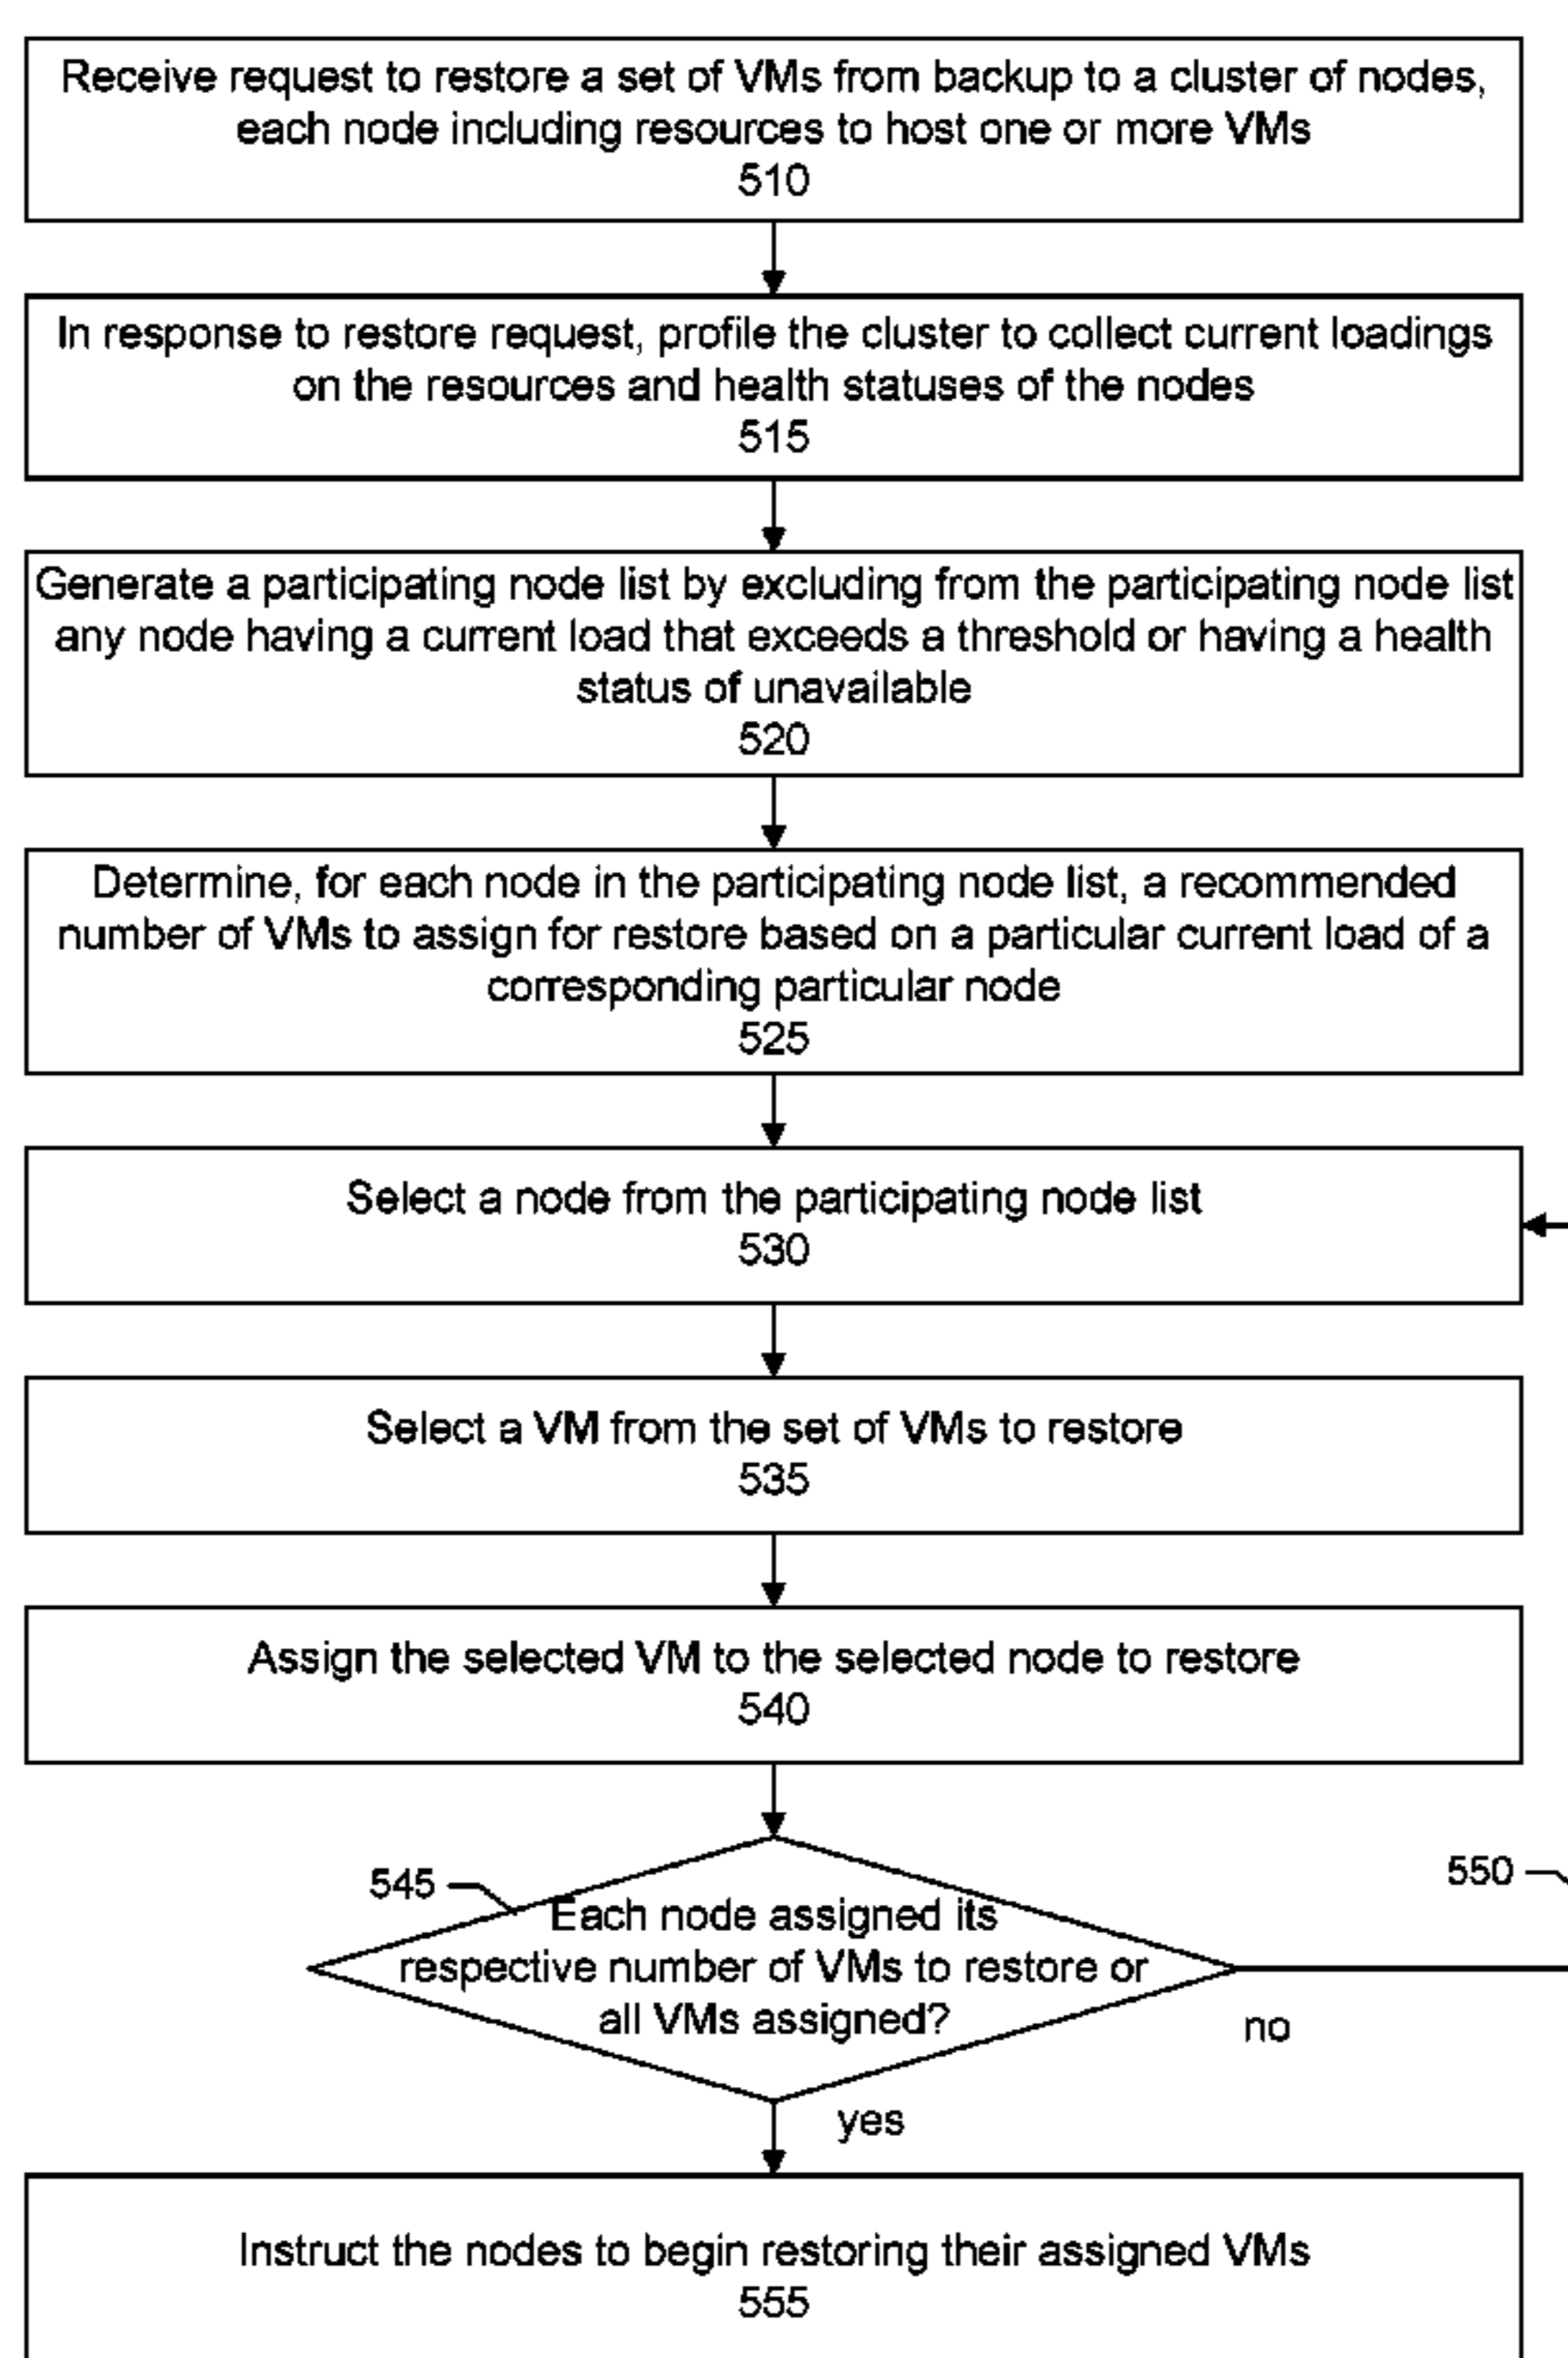 Receive request to restore a set of VMs from backup to a cluster of nodes,
each node including resources to host one or more VMs
510
In response to restore request, profile the cluster to collect current loadings
on the resources and health statuses of the nodes
515
Generate a participating node list by excluding from the participating node list
any node having a current load that exceeds a threshold or having a health
status of unavailable
520
Determine, for each node in the participating node list, a recommended
number of VMs to assign for restore based on a particular current load of a
corresponding particular node
525
Select a node from the participating node list
530
Select a VM from the set of VMs to restore
535
Assign the selected VM to the selected node to restore
540
545
550
Each node assigned its
respective number of VMs to restore or
all VMs assigned?
no
yes
Instruct the nodes to begin restoring their assigned VMs
555